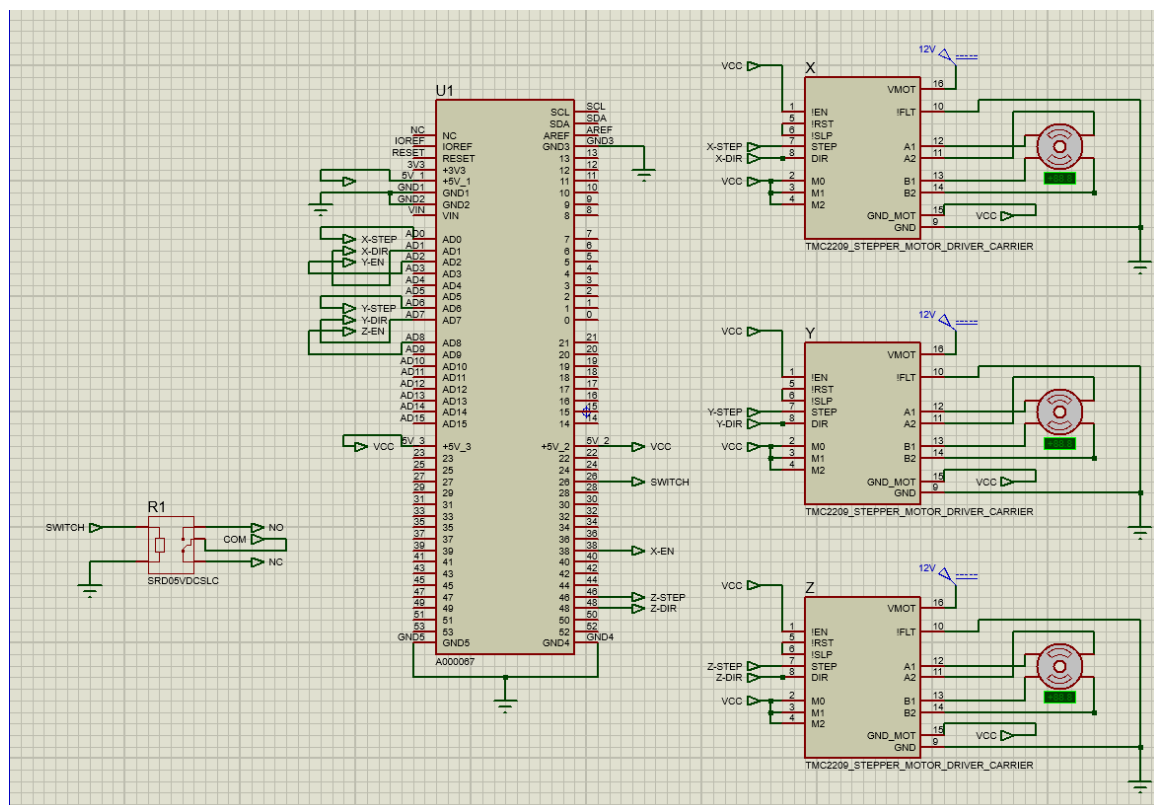 U1
NC NC
IOREF IOREF
RESET RESET
3V3 +3V3
5V_1 +5V_1
GND1 GND1
GND2 GND2
VIN VIN
AD0 AD0
AD1 AD1
AD2 AD2
AD3 AD3
AD4 AD4
AD5 AD5
AD6 AD6
AD7 AD7
AD8 AD8
AD9 AD9
AD10 AD10
AD11 AD11
AD12 AD12
AD13 AD13
AD14 AD14
AD15 AD15
5V_3 +5V_3
23 23
25 25
27 27
29 29
31 31
33 33
35 35
37 37
39 39
41 41
43 43
45 45
47 47
49 49
51 51
53 53
GND5 GND5
X-STEP
X-DIR
Y-EN
Y-STEP
Y-DIR
Z-EN
VCC
SCL SCL
SDA SDA
AREF AREF
GND3 GND3
13 13
12 12
11 11
10 10
9 9
8 8
7 7
6 6
5 5
4 4
3 3
2 2
1 1
0 0
21 21
20 20
19 19
18 18
17 17
16 16
15 15
14 14
+5V_2 5V_2 VCC
22 22
24 24
26 26 SWITCH
28 28
30 30
32 32
34 34
36 36
38 38 X-EN
40 40
42 42
44 44
46 46 Z-STEP
48 48 Z-DIR
50 50
52 52
GND4 GND4
A000067
R1
SWITCH
NO
COM
NC
SRD05VDCSLC
12V
VCC
X
VMOT 16
1 !EN
!FLT 10
5 !RST
6 !SLP
X-STEP 7 STEP
A1 12
X-DIR 8 DIR
A2 11
VCC 2 M0
B1 13
3 M1
B2 14
4 M2
GND_MOT 15 VCC
GND 9
TMC2209_STEPPER_MOTOR_DRIVER_CARRIER
12V
VCC
Y
VMOT 16
1 !EN
!FLT 10
5 !RST
6 !SLP
Y-STEP 7 STEP
A1 12
Y-DIR 8 DIR
A2 11
VCC 2 M0
B1 13
3 M1
B2 14
4 M2
GND_MOT 15 VCC
GND 9
TMC2209_STEPPER_MOTOR_DRIVER_CARRIER
12V
VCC
Z
VMOT 16
1 !EN
!FLT 10
5 !RST
6 !SLP
Z-STEP 7 STEP
A1 12
Z-DIR 8 DIR
A2 11
VCC 2 M0
B1 13
3 M1
B2 14
4 M2
GND_MOT 15 VCC
GND 9
TMC2209_STEPPER_MOTOR_DRIVER_CARRIER